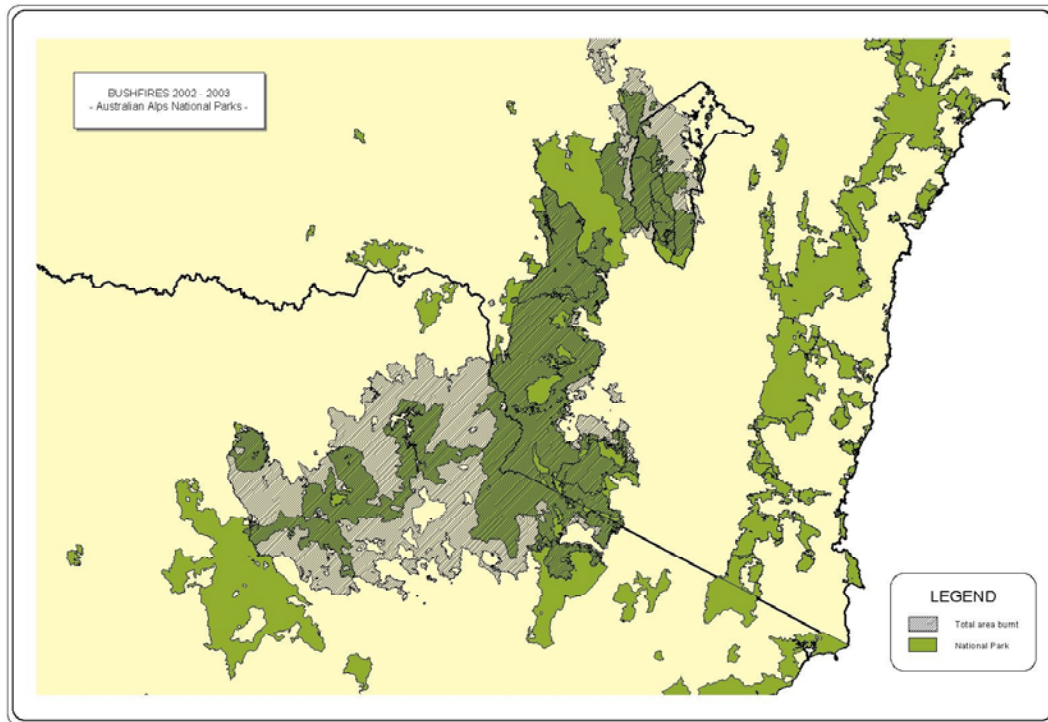 BUSHFIRES 2002 - 2003
- Australian Alps National Parks -
LEGEND
Total area burnt
National Park